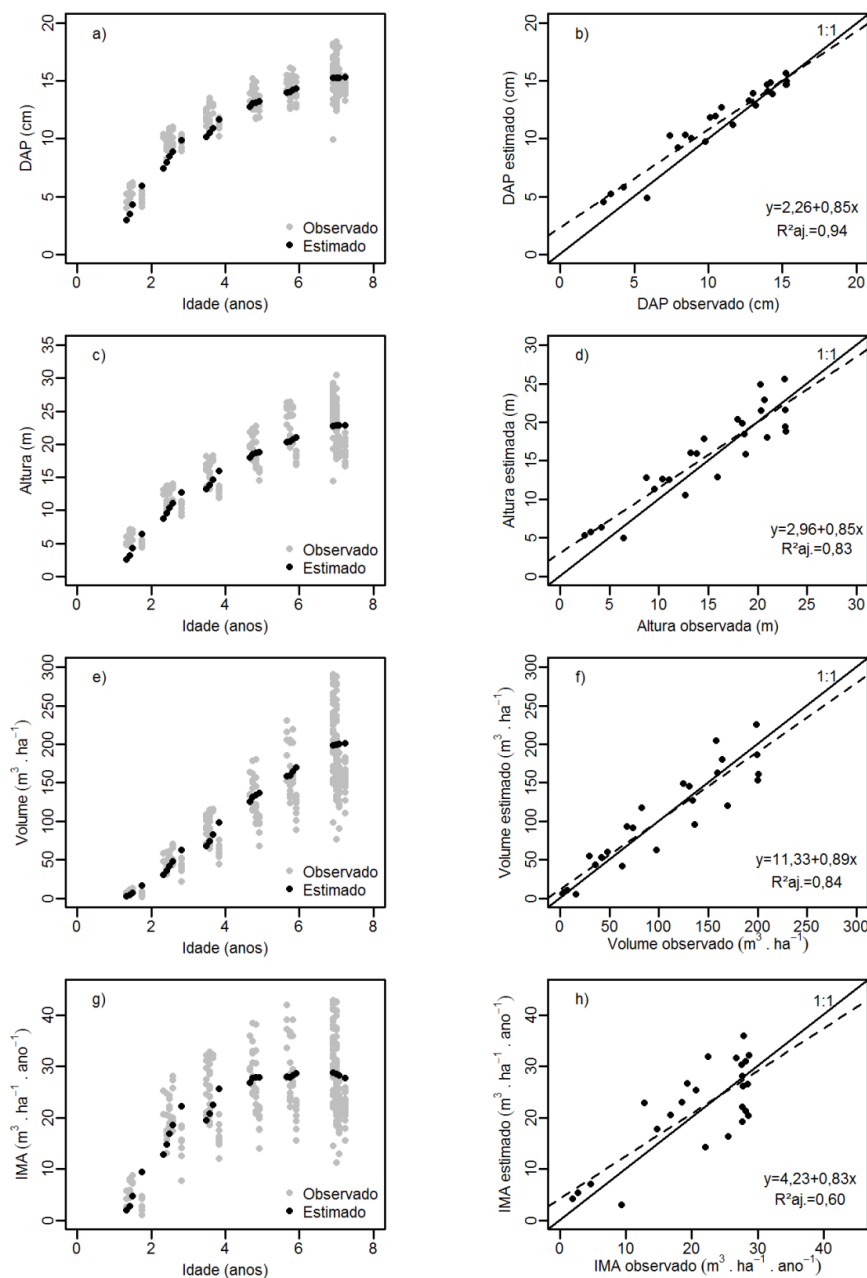 a)
20
15
10
5
0
DAP (cm)
Observado
Estimado
0 2 4 6 8
Idade (anos)
b)
1:1
20
15
10
5
0
DAP estimado (cm)
y=2,26+0,85x
R²aj.=0,94
0 5 10 15 20
DAP observado (cm)
c)
35
30
25
20
15
10
5
0
Altura (m)
Observado
Estimado
0 2 4 6 8
Idade (anos)
d)
1:1
30
25
20
15
10
5
0
Altura estimada (m)
y=2,96+0,85x
R²aj.=0,83
0 5 10 15 20 25 30
Altura observada (m)
e)
300
250
200
150
100
50
0
Volume (m³ . ha⁻¹)
Observado
Estimado
0 2 4 6 8
Idade (anos)
f)
1:1
300
250
200
150
100
50
0
Volume estimado (m³ . ha⁻¹)
y=11,33+0,89x
R²aj.=0,84
0 50 100 150 200 250 300
Volume observado (m³ . ha⁻¹)
g)
40
30
20
10
0
IMA (m³ . ha⁻¹ . ano⁻¹)
Observado
Estimado
0 2 4 6 8
Idade (anos)
h)
1:1
40
30
20
10
0
IMA estimado (m³ . ha⁻¹ . ano⁻¹)
y=4,23+0,83x
R²aj.=0,60
0 10 20 30 40
IMA observado (m³ . ha⁻¹ . ano⁻¹)